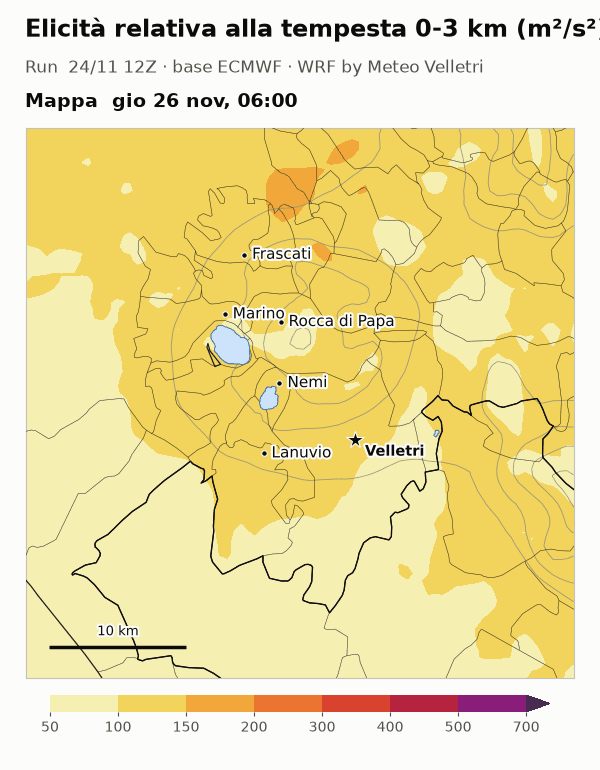 Elicità relativa alla tempesta 0-3 km (m²/s²)
Run 24/11 12Z · base ECMWF · WRF by Meteo Velletri
Mappa gio 26 nov, 06:00
Frascati
Marino
Rocca di Papa
Nemi
Velletri
Lanuvio
10 km
50 100 150 200 300 400 500 700